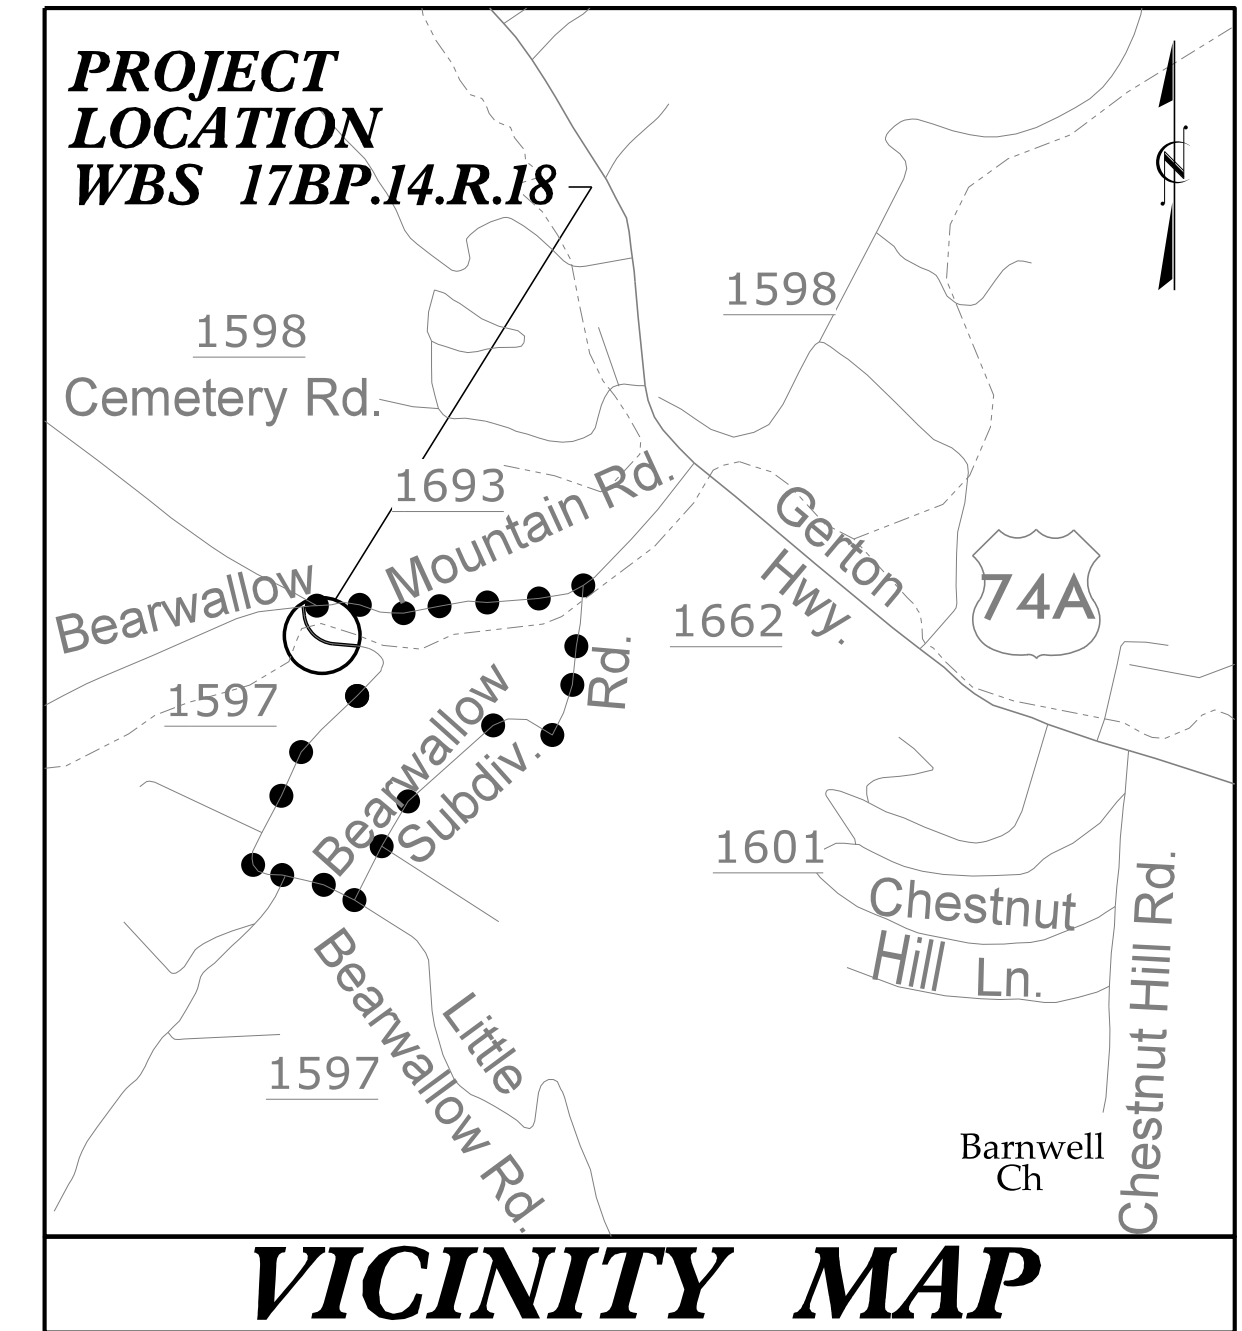 PROJECT
LOCATION
WBS 17BP.14.R.18
N
1598
1598
Cemetery Rd.
1693
Bearwallow Mountain Rd.
Gerton
Hwy.
74A
1662
1597
Bearwallow
Subdiv. Rd.
1601
Chestnut
Hill Ln.
Chestnut Hill Rd.
Little
Bearwallow Rd.
1597
Barnwell
Ch
VICINITY MAP